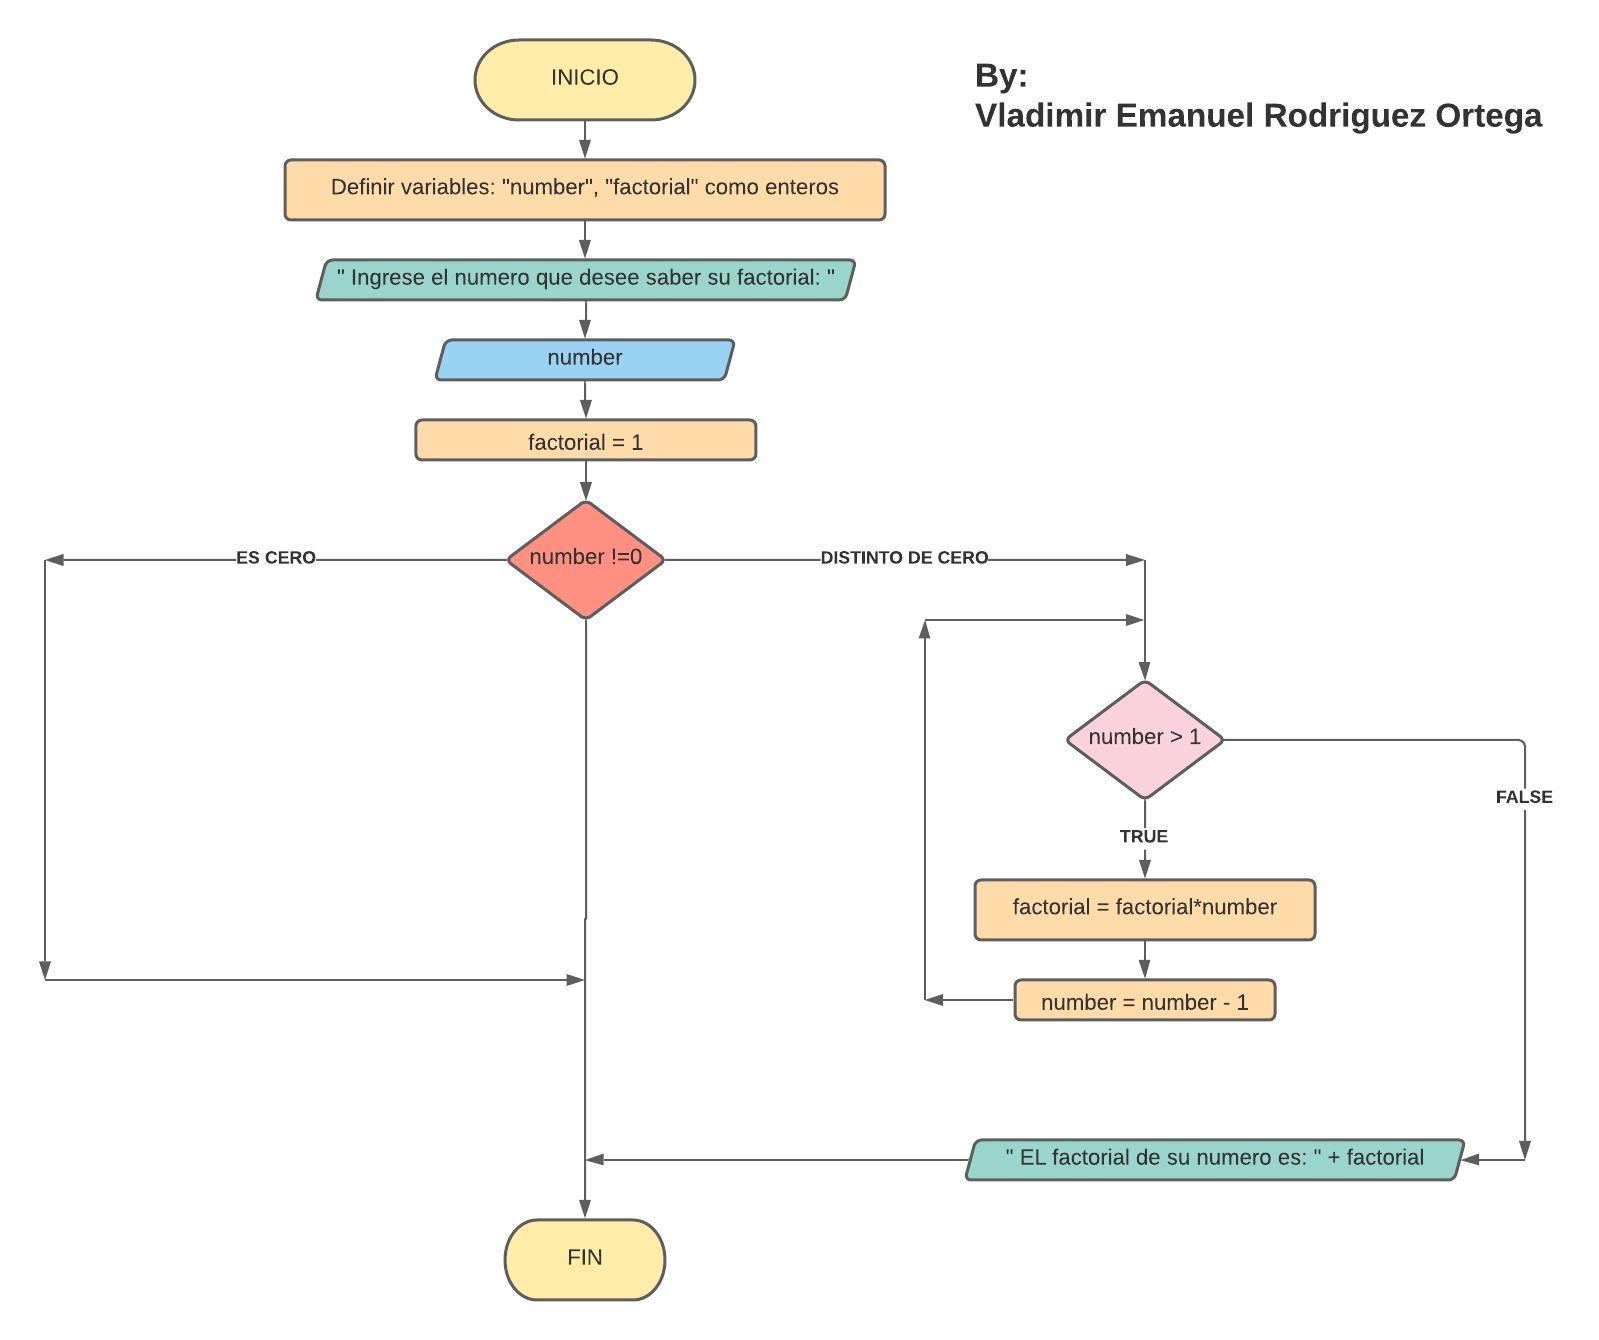 INICIO
By:
Vladimir Emanuel Rodriguez Ortega
Definir variables: "number", "factorial" como enteros
" Ingrese el numero que desee saber su factorial: "
number
factorial = 1
number !=0
ES CERO
DISTINTO DE CERO
number > 1
FALSE
TRUE
factorial = factorial*number
number = number - 1
" EL factorial de su numero es: " + factorial
FIN